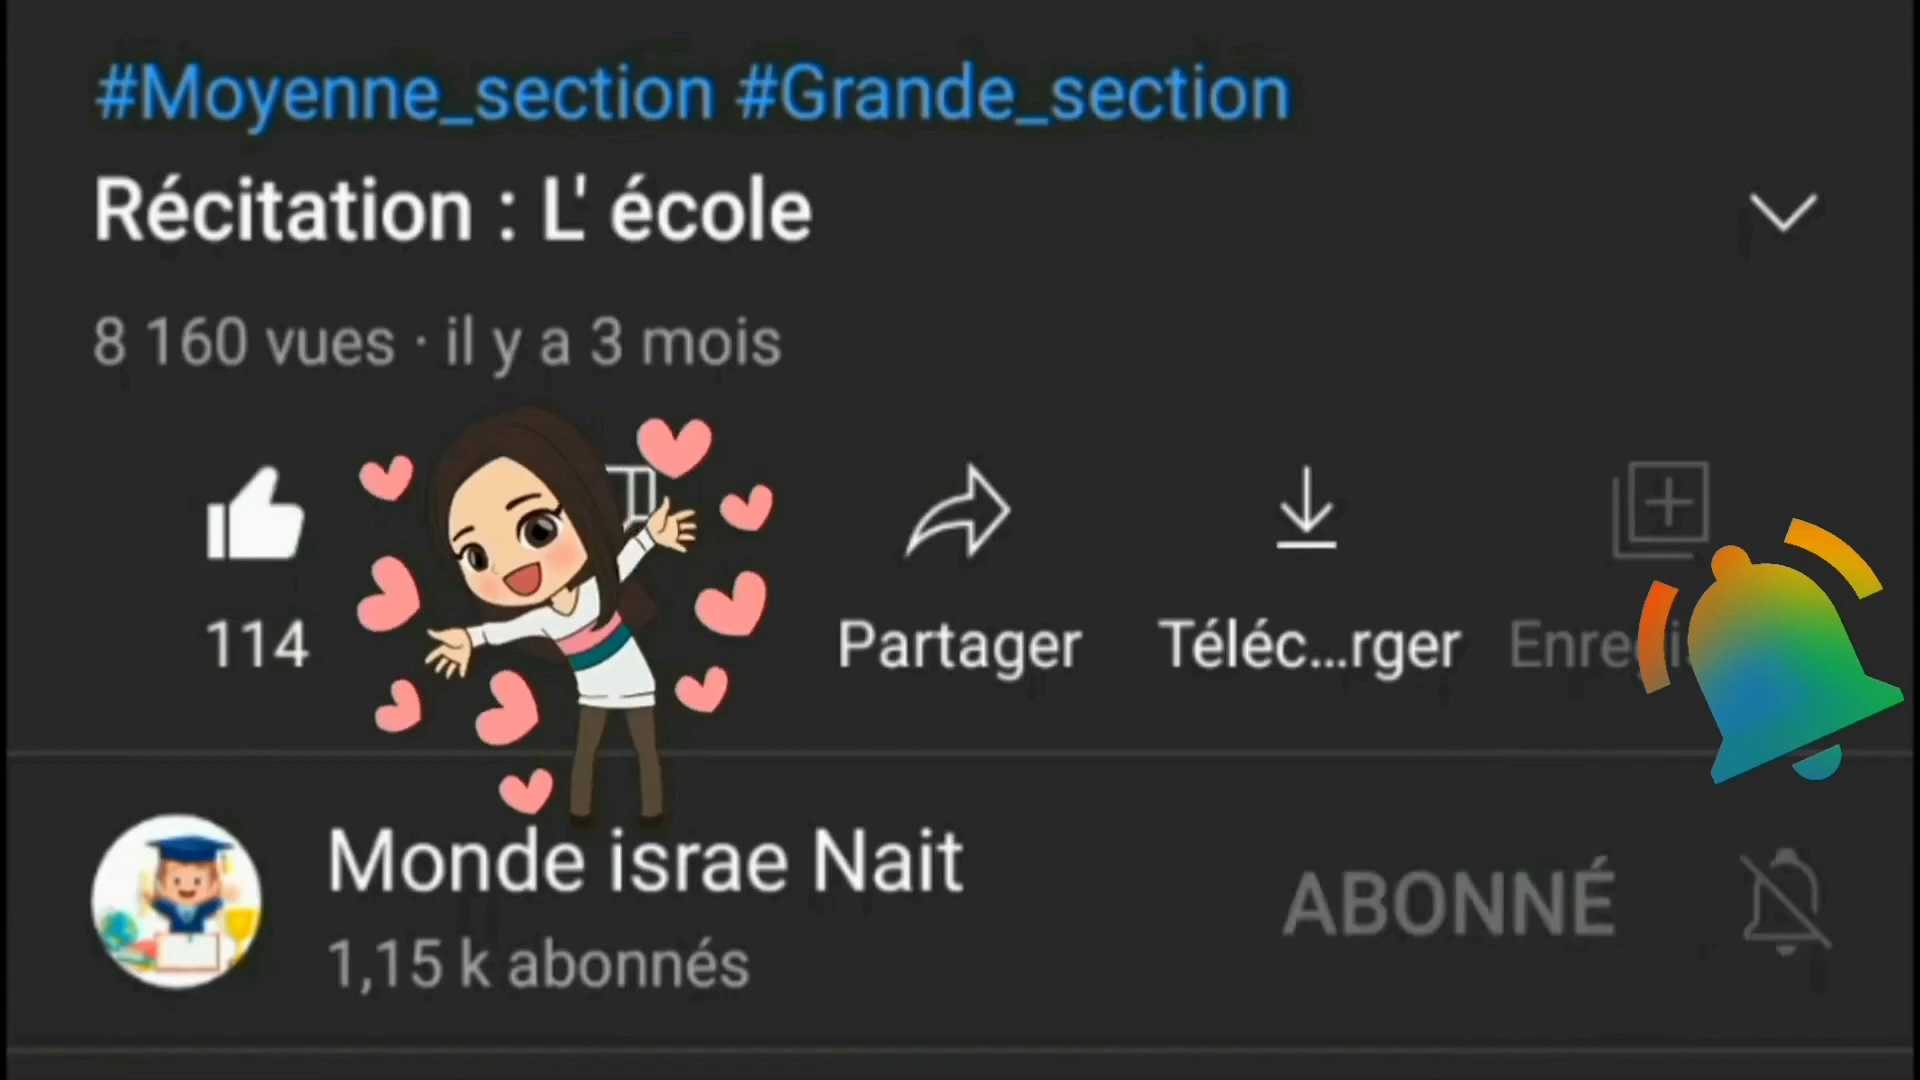 #Moyenne_section #Grande_section
Récitation : L' école
8 160 vues · il y a 3 mois
114
Partager
Téléc...rger
Monde israe Nait
1,15 k abonnés
ABONNÉ